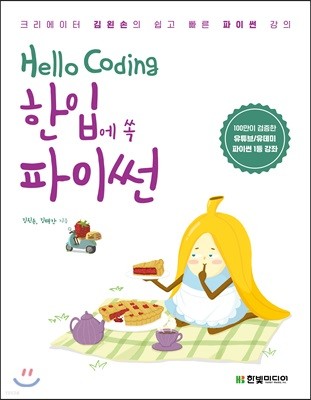 크리에이터 김왼손의 쉽고 빠른 파이썬 강의
Hello Coding
한입에 쏙
파이썬
100만이 검증한
유튜브/유데미
파이썬 1등 강좌
한빛미디어